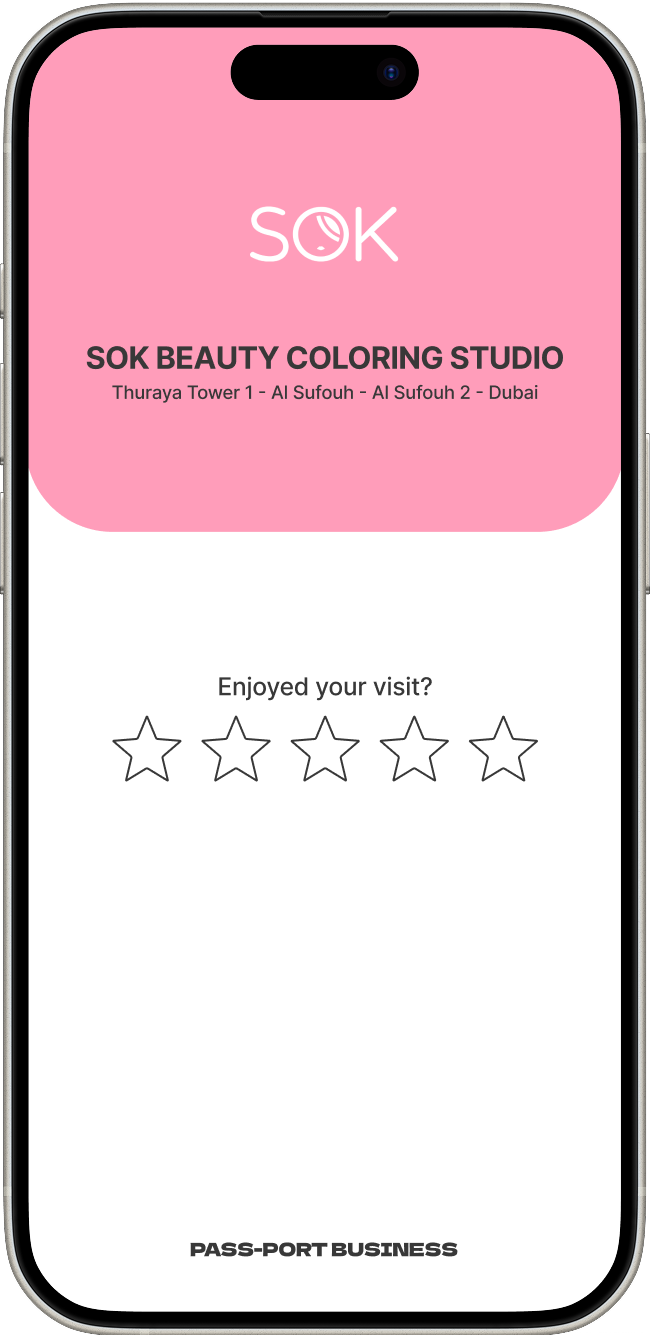 SOK
SOK BEAUTY COLORING STUDIO
Thuraya Tower 1 - Al Sufouh - Al Sufouh 2 - Dubai
Enjoyed your visit?
PASS-PORT BUSINESS